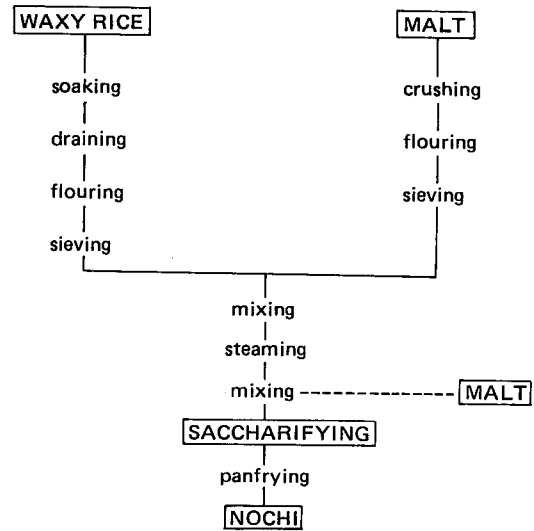 WAXY RICE
soaking
draining
flouring
sieving
MALT
crushing
flouring
sieving
mixing
steaming
mixing
MALT
SACCHARIFYING
panfrying
NOCHI